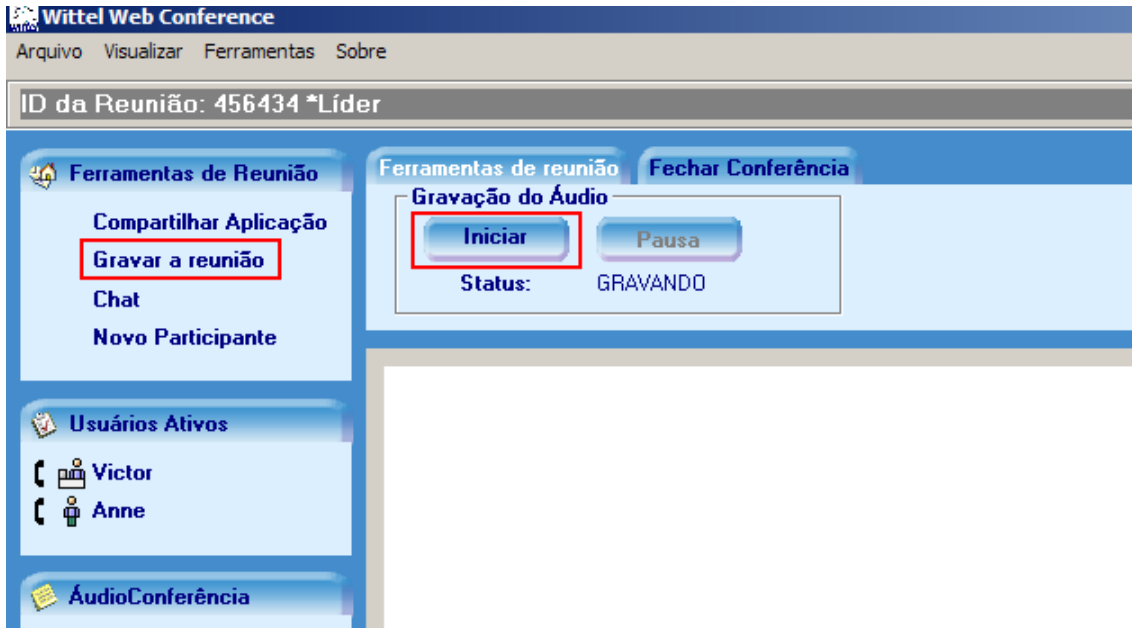 Wittel Web Conference
Arquivo Visualizar Ferramentas Sobre
ID da Reunião: 456434 *Líder
Ferramentas de Reunião
Compartilhar Aplicação
Gravar a reunião
Chat
Novo Participante
Usuários Ativos
Victor
Anne
ÁudioConferência
Ferramentas de reunião Fechar Conferência
Gravação do Áudio
Iniciar Pausa
Status: GRAVANDO